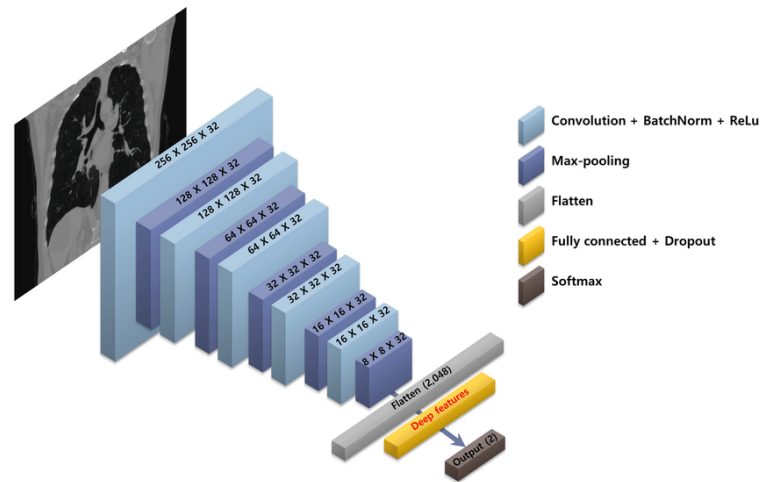 256 X 256 X 32
128 X 128 X 32
128 X 128 X 32
64 X 64 X 32
64 X 64 X 32
32 X 32 X 32
32 X 32 X 32
16 X 16 X 32
16 X 16 X 32
8 X 8 X 32
Flatten (2,048)
Deep features
Output (2)
Convolution + BatchNorm + ReLu
Max-pooling
Flatten
Fully connected + Dropout
Softmax